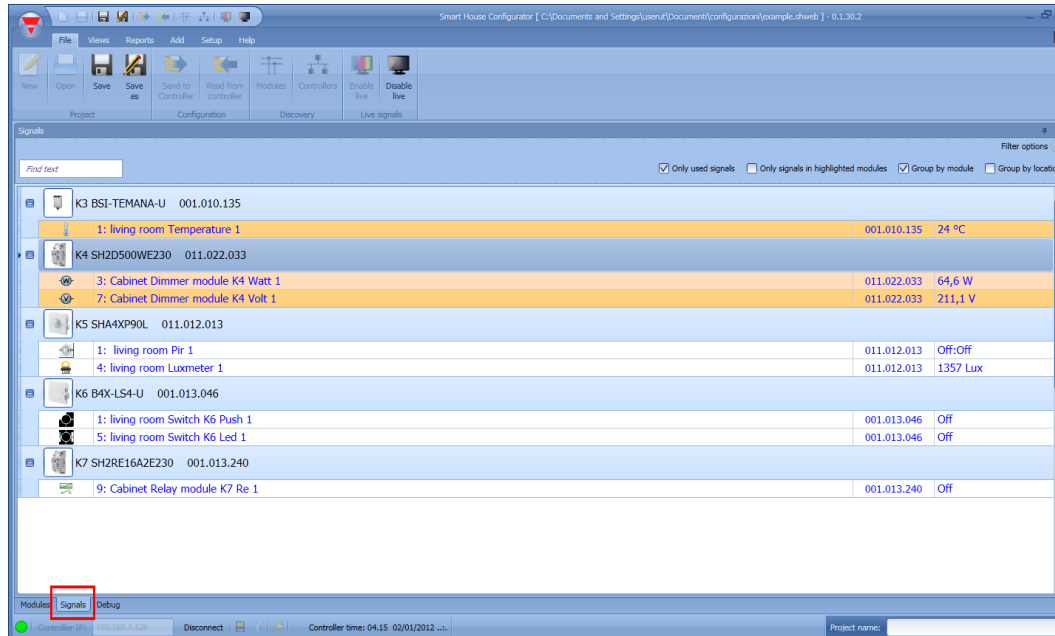 Smart House Configurator [ C:\Documents and Settings\userut\Documenti\configurazioni\example.shweb ] - 0.1.30.2
File Views Reports Add Setup Help
New Open Save Save as Send to Controller Read from controller Modules Controllers Enable live Disable live
Project Configuration Discovery Live signals
Signals
Filter options
Find text Only used signals Only signals in highlighted modules Group by module Group by locatio
K3 BSI-TEMANA-U 001.010.135
1: living room Temperature 1 001.010.135 24 °C
K4 SH2D500WE230 011.022.033
W 3: Cabinet Dimmer module K4 Watt 1 011.022.033 64,6 W
V 7: Cabinet Dimmer module K4 Volt 1 011.022.033 211,1 V
K5 SHA4XP90L 011.012.013
1: living room Pir 1 011.012.013 Off:Off
4: living room Luxmeter 1 011.012.013 1357 Lux
K6 B4X-LS4-U 001.013.046
1: living room Switch K6 Push 1 001.013.046 Off
5: living room Switch K6 Led 1 001.013.046 Off
K7 SH2RE16A2E230 001.013.240
9: Cabinet Relay module K7 Re 1 001.013.240 Off
Modules Signals Debug
Controller IP: 192.168.3.126 Disconnect Controller time: 04.15 02/01/2012 ..:. Project name: